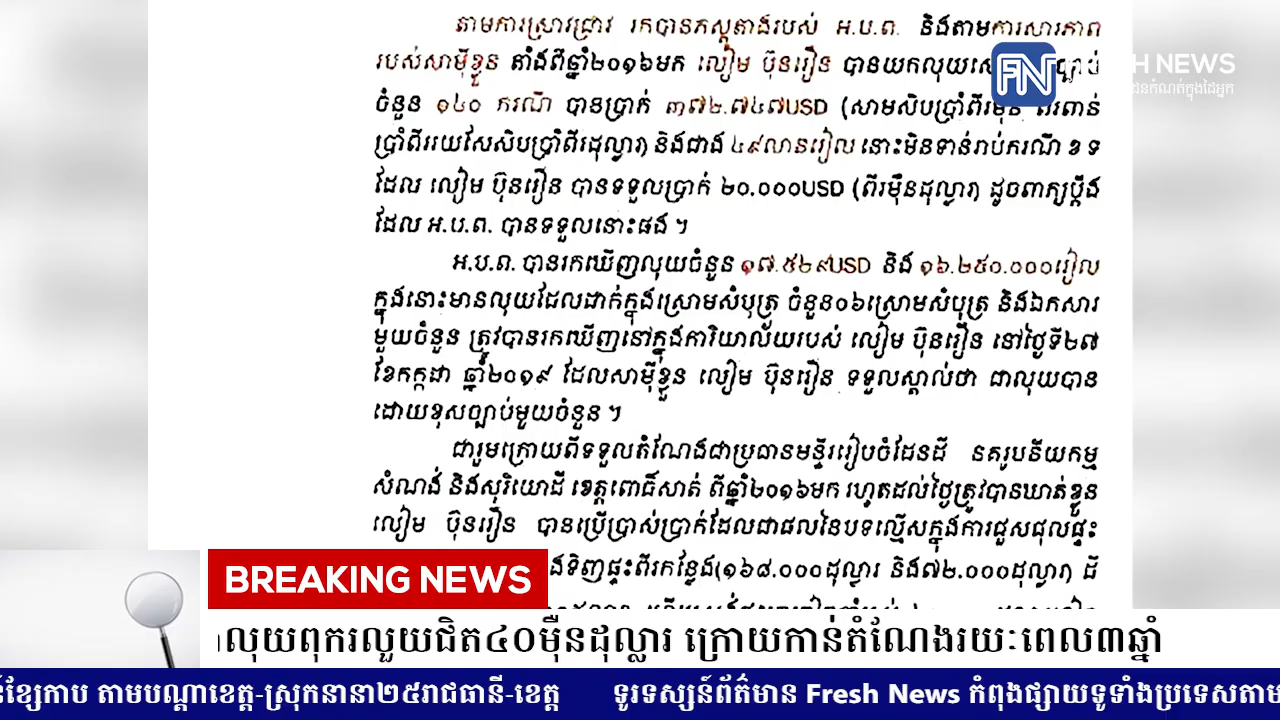 តាមការស្រាវជ្រាវ រកបានភស្តុតាងរបស់ អ.ប.ព. និងតាមការសារភាព
របស់សាម៉ីខ្លួន តាំងពីឆ្នាំ២០១៦មក លៀម ប៊ុនរឿន បានយកលុយ
FRESH NEWS
ចំនួន ១៤០ ករណី បានប្រាក់ ៣៧២.៧៤៧USD (សាមសិបប្រាំពីរម៉ឺន ពីរពាន់
ប្រាំពីររយសែសិបប្រាំពីរដុល្លារ) និងជាង ៤៩លានរៀល នោះមិនទាន់រាប់ករណី ខ ទ
ដែល លៀម ប៊ុនរឿន បានទទួលប្រាក់ ២០.០០០USD (ពីរម៉ឺនដុល្លារ) ដូចពាក្យប្តឹង
ដែល អ.ប.ព. បានទទួលនោះផង ។
អ.ប.ព. បានរកឃើញលុយចំនួន ១៧.៥២៩USD និង ១៦.២៥០.០០០រៀល
ក្នុងនោះមានលុយដែលដាក់ក្នុងស្រោមសំបុត្រ ចំនួន០៦ស្រោមសំបុត្រ និងឯកសារ
មួយចំនួន ត្រូវបានរកឃើញនៅក្នុងការិយាល័យរបស់ លៀម ប៊ុនរឿន នៅថ្ងៃទី២៧
ខែកក្កដា ឆ្នាំ២០១៩ ដែលសាម៉ីខ្លួន លៀម ប៊ុនរឿន ទទួលស្គាល់ថា ជាលុយបាន
ដោយខុសច្បាប់មួយចំនួន ។
ជារួមក្រោយពីទទួលតំណែងជាប្រធានមន្ទីររៀបចំដែនដី នគរូបនីយកម្ម
សំណង់ និងសុរិយោដី ខេត្តពោធិ៍សាត់ ពីឆ្នាំ២០១៦មក រហូតដល់ថ្ងៃត្រូវបានឃាត់ខ្លួន
លៀម ប៊ុនរឿន បានប្រើប្រាស់ប្រាក់ដែលជាផលនៃបទល្មើសក្នុងការជួសជុលផ្ទះ
ទិញផ្ទះពីរកន្លែង(១៦៨.០០០ដុល្លារ និង៧២.០០០ដុល្លារ) ដី
BREAKING NEWS
លុយពុករលួយជិត៤០ម៉ឺនដុល្លារ ក្រោយកាន់តំណែងរយៈពេល៣ឆ្នាំ
ខ្សែកាប តាមបណ្តាខេត្ត-ស្រុកនានា២៥រាជធានី-ខេត្ត ទូរទស្សន៍ព័ត៌មាន Fresh News កំពុងផ្សាយទូទាំងប្រទេសតាម